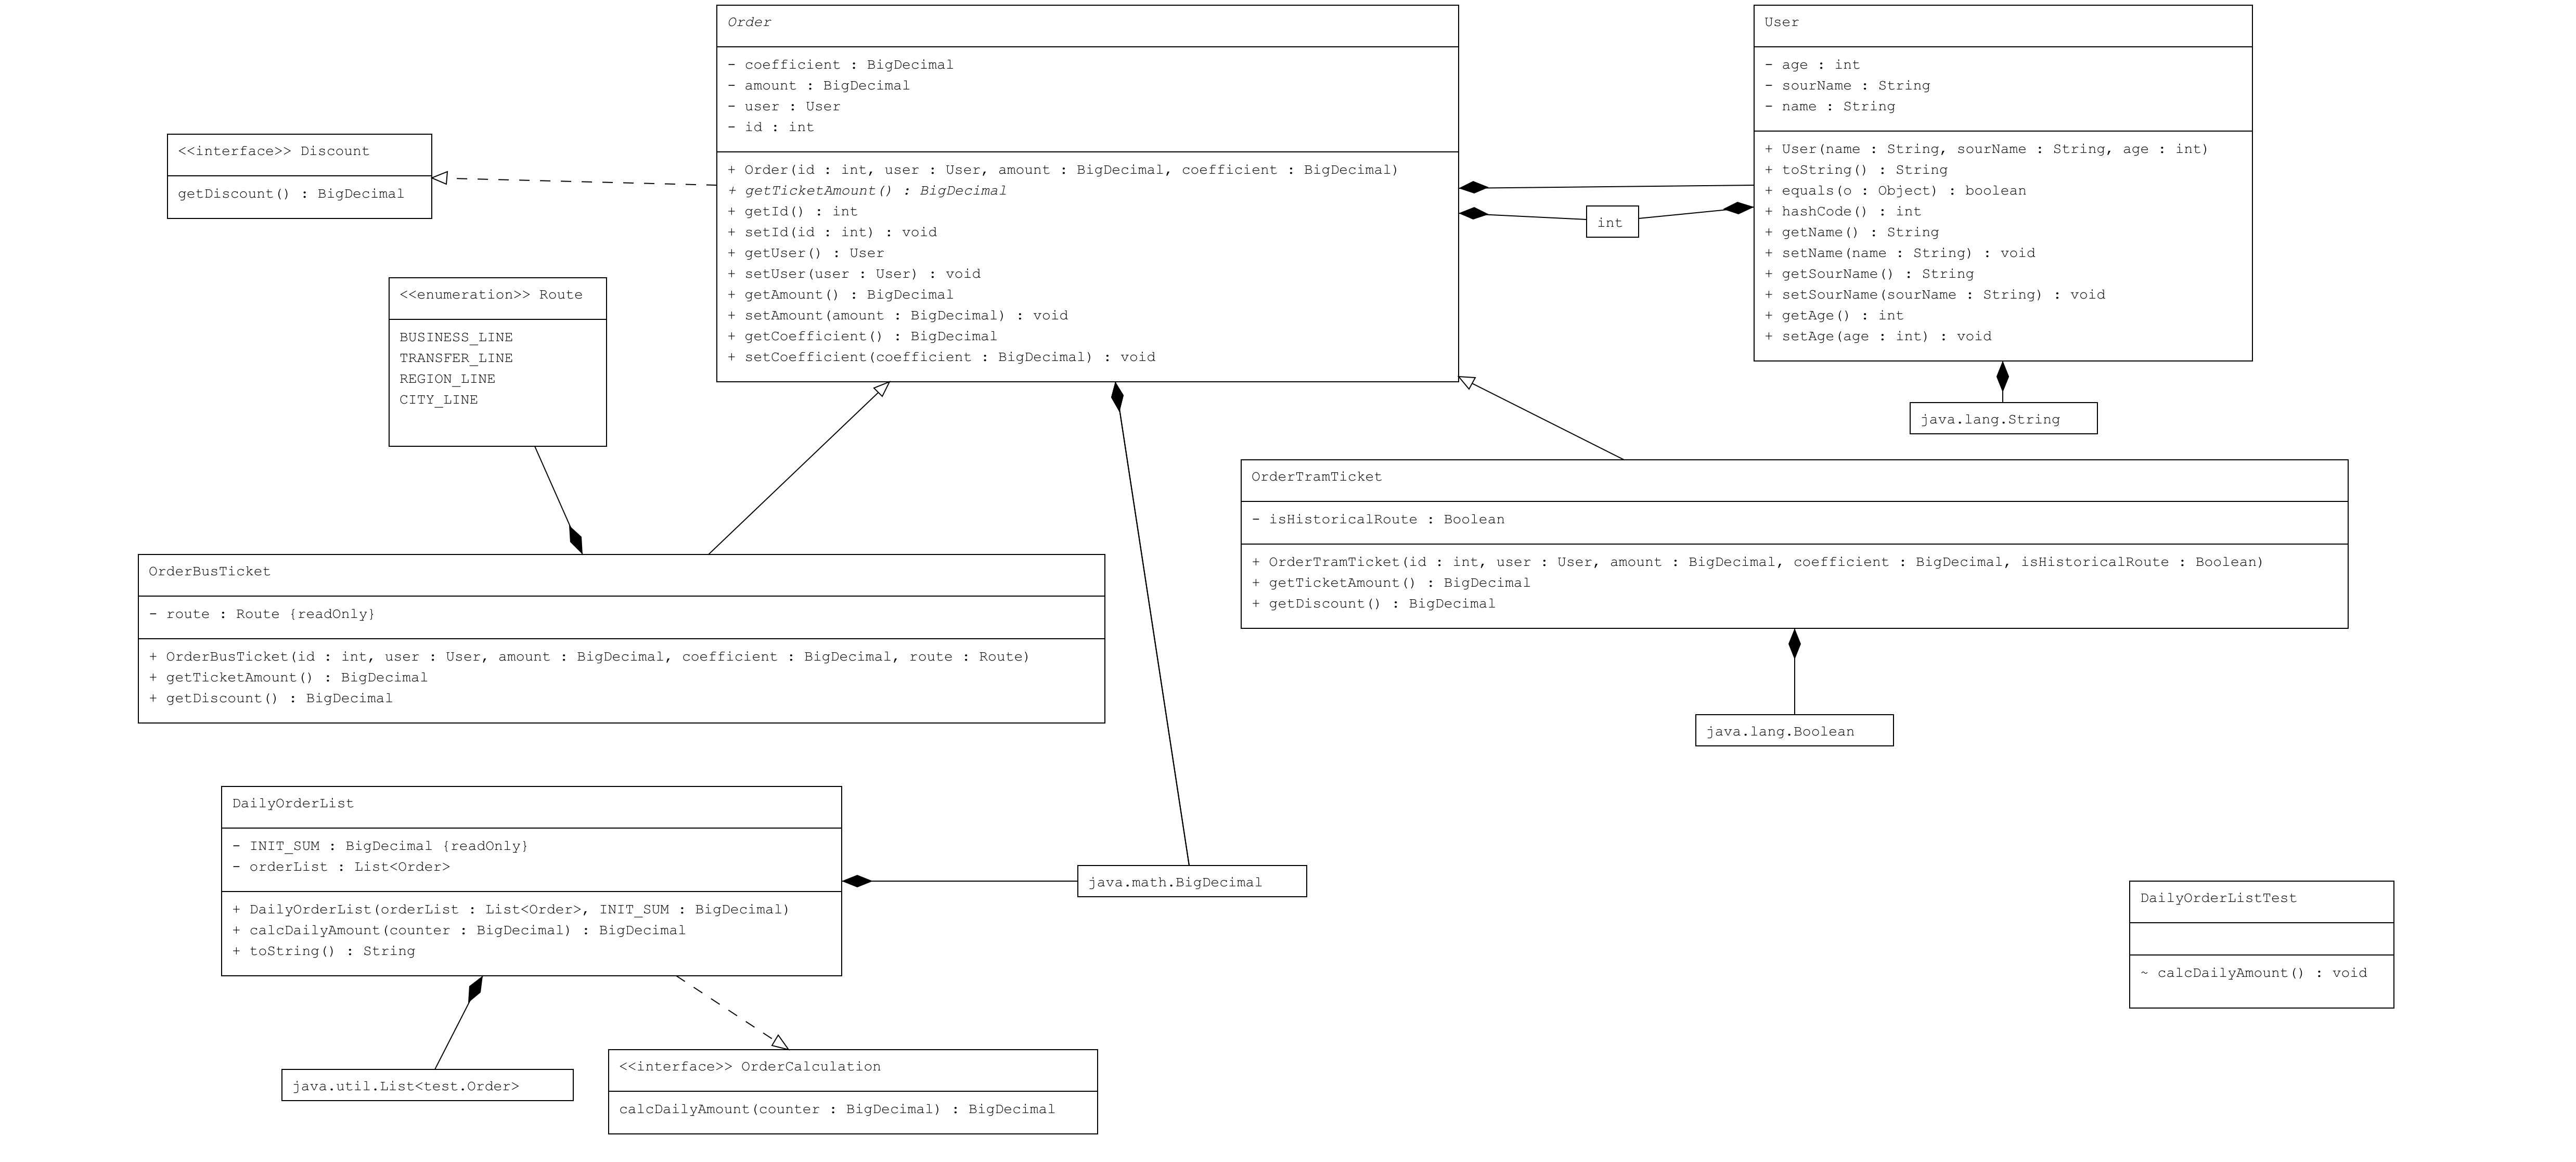 Order
- coefficient : BigDecimal
- amount : BigDecimal
- user : User
- id : int
+ Order(id : int, user : User, amount : BigDecimal, coefficient : BigDecimal)
+ getTicketAmount() : BigDecimal
+ getId() : int
+ setId(id : int) : void
+ getUser() : User
+ setUser(user : User) : void
+ getAmount() : BigDecimal
+ setAmount(amount : BigDecimal) : void
+ getCoefficient() : BigDecimal
+ setCoefficient(coefficient : BigDecimal) : void
User
- age : int
- sourName : String
- name : String
+ User(name : String, sourName : String, age : int)
+ toString() : String
+ equals(o : Object) : boolean
+ hashCode() : int
+ getName() : String
+ setName(name : String) : void
+ getSourName() : String
+ setSourName(sourName : String) : void
+ getAge() : int
+ setAge(age : int) : void
<<interface>> Discount
getDiscount() : BigDecimal
int
<<enumeration>> Route
BUSINESS_LINE
TRANSFER_LINE
REGION_LINE
CITY_LINE
java.lang.String
OrderTramTicket
- isHistoricalRoute : Boolean
+ OrderTramTicket(id : int, user : User, amount : BigDecimal, coefficient : BigDecimal, isHistoricalRoute : Boolean)
+ getTicketAmount() : BigDecimal
+ getDiscount() : BigDecimal
OrderBusTicket
- route : Route {readOnly}
+ OrderBusTicket(id : int, user : User, amount : BigDecimal, coefficient : BigDecimal, route : Route)
+ getTicketAmount() : BigDecimal
+ getDiscount() : BigDecimal
java.lang.Boolean
DailyOrderList
- INIT_SUM : BigDecimal {readOnly}
- orderList : List<Order>
+ DailyOrderList(orderList : List<Order>, INIT_SUM : BigDecimal)
+ calcDailyAmount(counter : BigDecimal) : BigDecimal
+ toString() : String
java.math.BigDecimal
DailyOrderListTest
~ calcDailyAmount() : void
java.util.List<test.Order>
<<interface>> OrderCalculation
calcDailyAmount(counter : BigDecimal) : BigDecimal